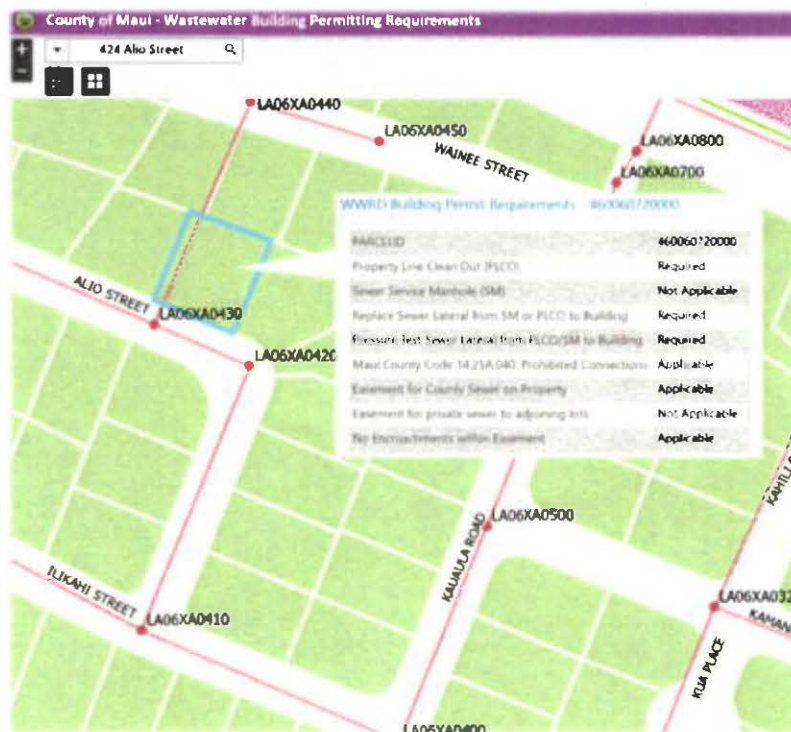 County of Maui - Wastewater Building Permitting Requirements
+
424 Alio Street
−
LA06XA0440
LA06XA0450
WAINEE STREET
LA06XA0800
LA06XA0700
WWRD Building Permit Requirements 460060720000
PARCELID 460060720000
Property Line Clean Out (PLCO) Required
Sewer Service Manhole (SM) Not Applicable
Replace Sewer Lateral from SM or PLCO to Building Required
Pressure Test Sewer Lateral from PLCO/SM to Building Required
Maui County Code 14.25A.040 Prohibited Connections Applicable
Easement for County Sewer on Property Applicable
Easement for private sewer to adjoining lots Not Applicable
No Encroachments within Easement Applicable
ALIO STREET
LA06XA0430
LA06XA0420
LA06XA0500
KAUAULA ROAD
ILIKAHI STREET
LA06XA0410
LA06XA032
KUA PLACE
LA06XA0400